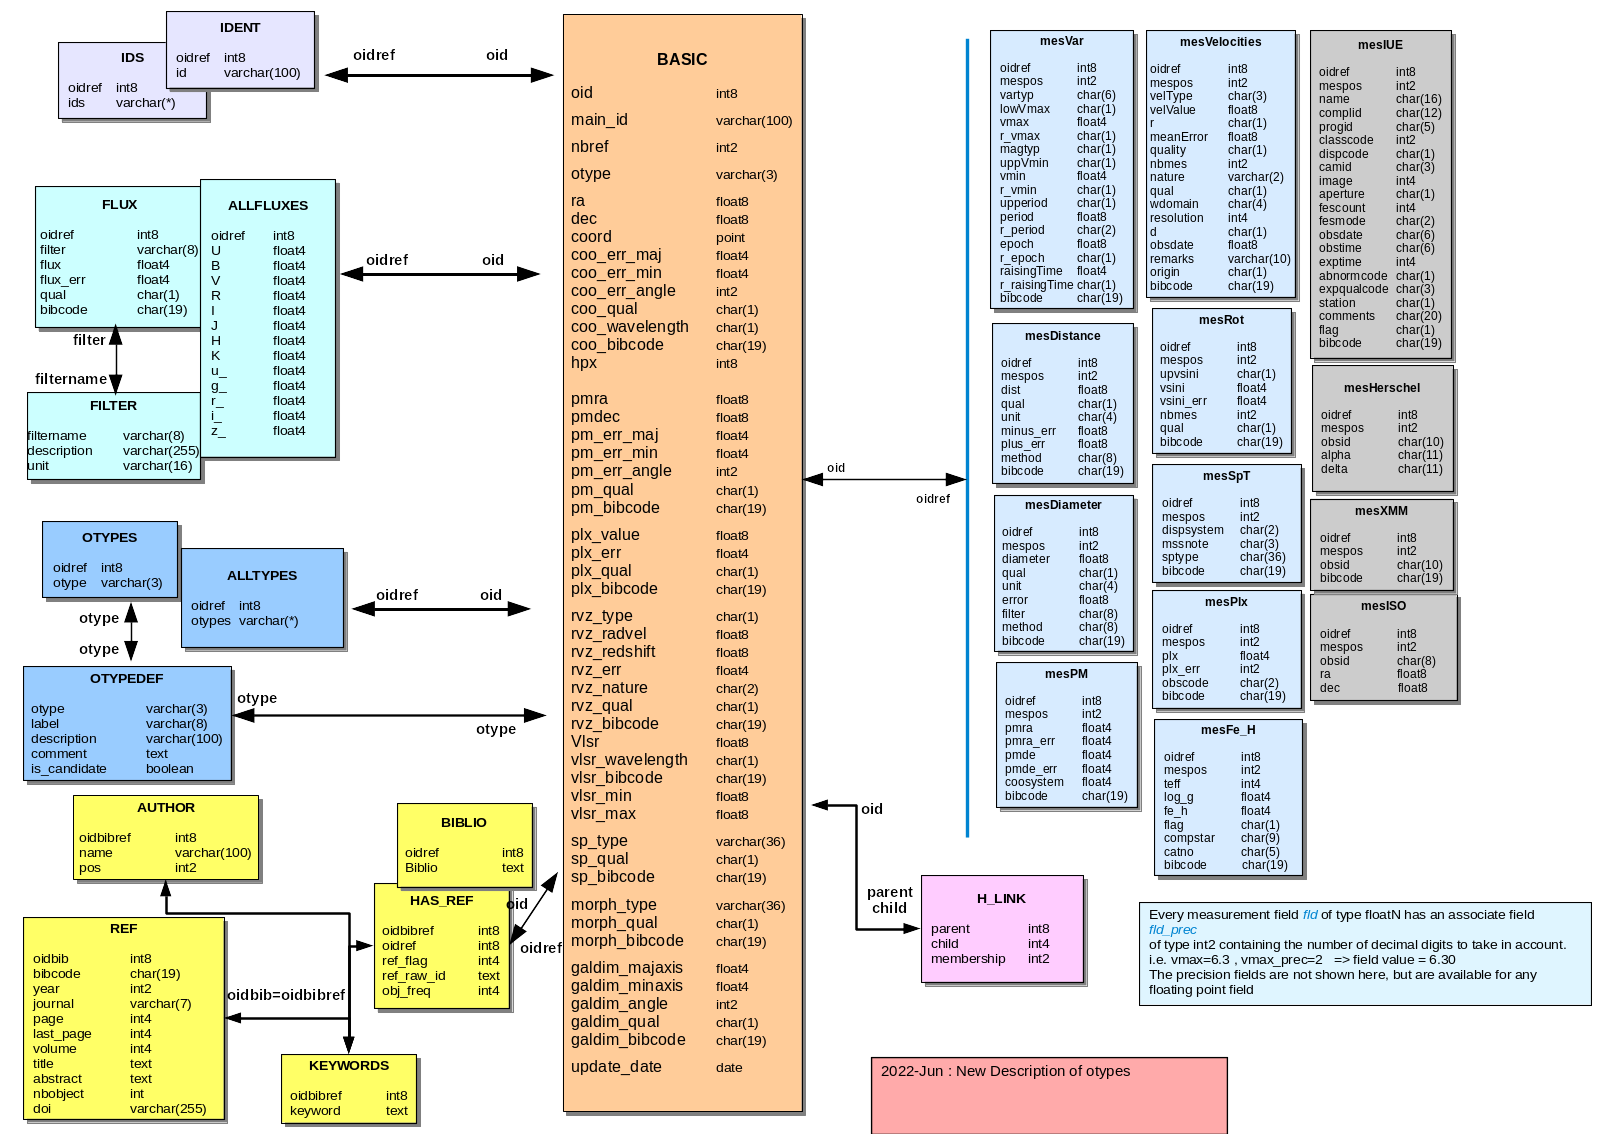 IDENT
oidref int8
id varchar(100)
IDS
oidref int8
ids varchar(*)
oidref oid
FLUX
oidref int8
filter varchar(8)
flux float4
flux_err float4
qual char(1)
bibcode char(19)
ALLFLUXES
oidref int8
U float4
B float4
V float4
R float4
I float4
J float4
H float4
K float4
u_ float4
g_ float4
r_ float4
i_ float4
z_ float4
oidref oid
filter
filtername
FILTER
filtername varchar(8)
description varchar(255)
unit varchar(16)
OTYPES
oidref int8
otype varchar(3)
ALLTYPES
oidref int8
otypes varchar(*)
oidref oid
otype
otype
OTYPEDEF
otype varchar(3)
label varchar(8)
description varchar(100)
comment text
is_candidate boolean
otype
otype
AUTHOR
oidbibref int8
name varchar(100)
pos int2
BIBLIO
oidref int8
Biblio text
HAS_REF
oidbibref int8
oidref int8
ref_flag int4
ref_raw_id text
obj_freq int4
oid
oidref
REF
oidbib int8
bibcode char(19)
year int2
journal varchar(7)
page int4
last_page int4
volume int4
title text
abstract text
nbobject int
doi varchar(255)
oidbib=oidbibref
KEYWORDS
oidbibref int8
keyword text
BASIC
oid int8
main_id varchar(100)
nbref int2
otype varchar(3)
ra float8
dec float8
coord point
coo_err_maj float4
coo_err_min float4
coo_err_angle int2
coo_qual char(1)
coo_wavelength char(1)
coo_bibcode char(19)
hpx int8
pmra float8
pmdec float8
pm_err_maj float4
pm_err_min float4
pm_err_angle int2
pm_qual char(1)
pm_bibcode char(19)
plx_value float8
plx_err float4
plx_qual char(1)
plx_bibcode char(19)
rvz_type char(1)
rvz_radvel float8
rvz_redshift float8
rvz_err float4
rvz_nature char(2)
rvz_qual char(1)
rvz_bibcode char(19)
Vlsr float8
vlsr_wavelength char(1)
vlsr_bibcode char(19)
vlsr_min float8
vlsr_max float8
sp_type varchar(36)
sp_qual char(1)
sp_bibcode char(19)
morph_type varchar(36)
morph_qual char(1)
morph_bibcode char(19)
galdim_majaxis float4
galdim_minaxis float4
galdim_angle int2
galdim_qual char(1)
galdim_bibcode char(19)
update_date date
oid
oidref
mesVar
oidref int8
mespos int2
vartyp char(6)
lowVmax char(1)
vmax float4
r_vmax char(1)
magtyp char(1)
uppVmin char(1)
vmin float4
r_vmin char(1)
upperiod char(1)
period float8
r_period char(2)
epoch float8
r_epoch char(1)
raisingTime float4
r_raisingTime char(1)
bibcode char(19)
mesDistance
oidref int8
mespos int2
dist float8
qual char(1)
unit char(4)
minus_err float8
plus_err float8
method char(8)
bibcode char(19)
mesDiameter
oidref int8
mespos int2
diameter float8
qual char(1)
unit char(4)
error float8
filter char(8)
method char(8)
bibcode char(19)
mesPM
oidref int8
mespos int2
pmra float4
pmra_err float4
pmde float4
pmde_err float4
coosystem float4
bibcode char(19)
mesVelocities
oidref int8
mespos int2
velType char(3)
velValue float8
r char(1)
meanError float8
quality char(1)
nbmes int2
nature varchar(2)
qual char(1)
wdomain char(4)
resolution int4
d char(1)
obsdate float8
remarks varchar(10)
origin char(1)
bibcode char(19)
mesRot
oidref int8
mespos int2
upvsini char(1)
vsini float4
vsini_err float4
nbmes int2
qual char(1)
bibcode char(19)
mesSpT
oidref int8
mespos int2
dispsystem char(2)
mssnote char(3)
sptype char(36)
bibcode char(19)
mesPlx
oidref int8
mespos int2
plx float4
plx_err int2
obscode char(2)
bibcode char(19)
mesFe_H
oidref int8
mespos int2
teff int4
log_g float4
fe_h float4
flag char(1)
compstar char(9)
catno char(5)
bibcode char(19)
mesIUE
oidref int8
mespos int2
name char(16)
complid char(12)
progid char(5)
classcode int2
dispcode char(1)
camid char(3)
image int4
aperture char(1)
fescount int4
fesmode char(2)
obsdate char(6)
obstime char(6)
exptime int4
abnormcode char(1)
expqualcode char(3)
station char(1)
comments char(20)
flag char(1)
bibcode char(19)
mesHerschel
oidref int8
mespos int2
obsid char(10)
alpha char(11)
delta char(11)
mesXMM
oidref int8
mespos int2
obsid char(10)
bibcode char(19)
mesISO
oidref int8
mespos int2
obsid char(8)
ra float8
dec float8
oid
parent
child
H_LINK
parent int8
child int4
membership int2
Every measurement field fld of type floatN has an associate field
fld_prec
of type int2 containing the number of decimal digits to take in account.
i.e. vmax=6.3 , vmax_prec=2 => field value = 6.30
The precision fields are not shown here, but are available for any
floating point field
2022-Jun : New Description of otypes